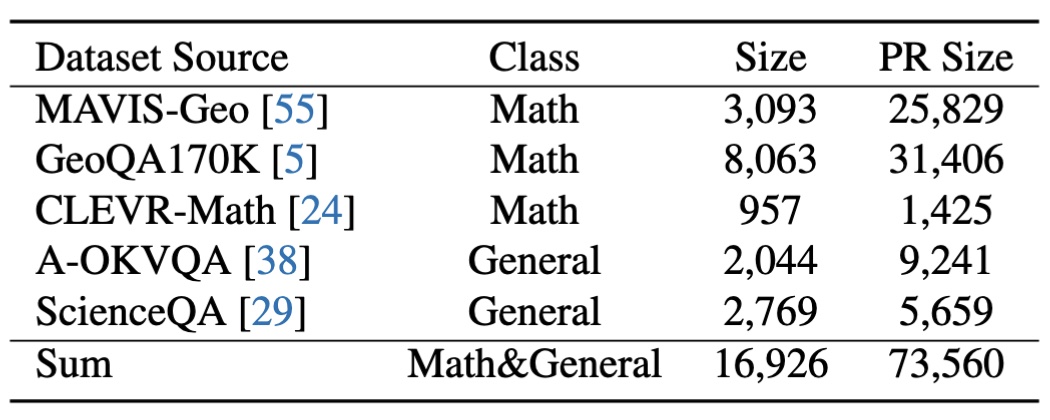 Dataset Source Class Size PR Size
MAVIS-Geo [55] Math 3,093 25,829
GeoQA170K [5] Math 8,063 31,406
CLEVR-Math [24] Math 957 1,425
A-OKVQA [38] General 2,044 9,241
ScienceQA [29] General 2,769 5,659
Sum Math&General 16,926 73,560